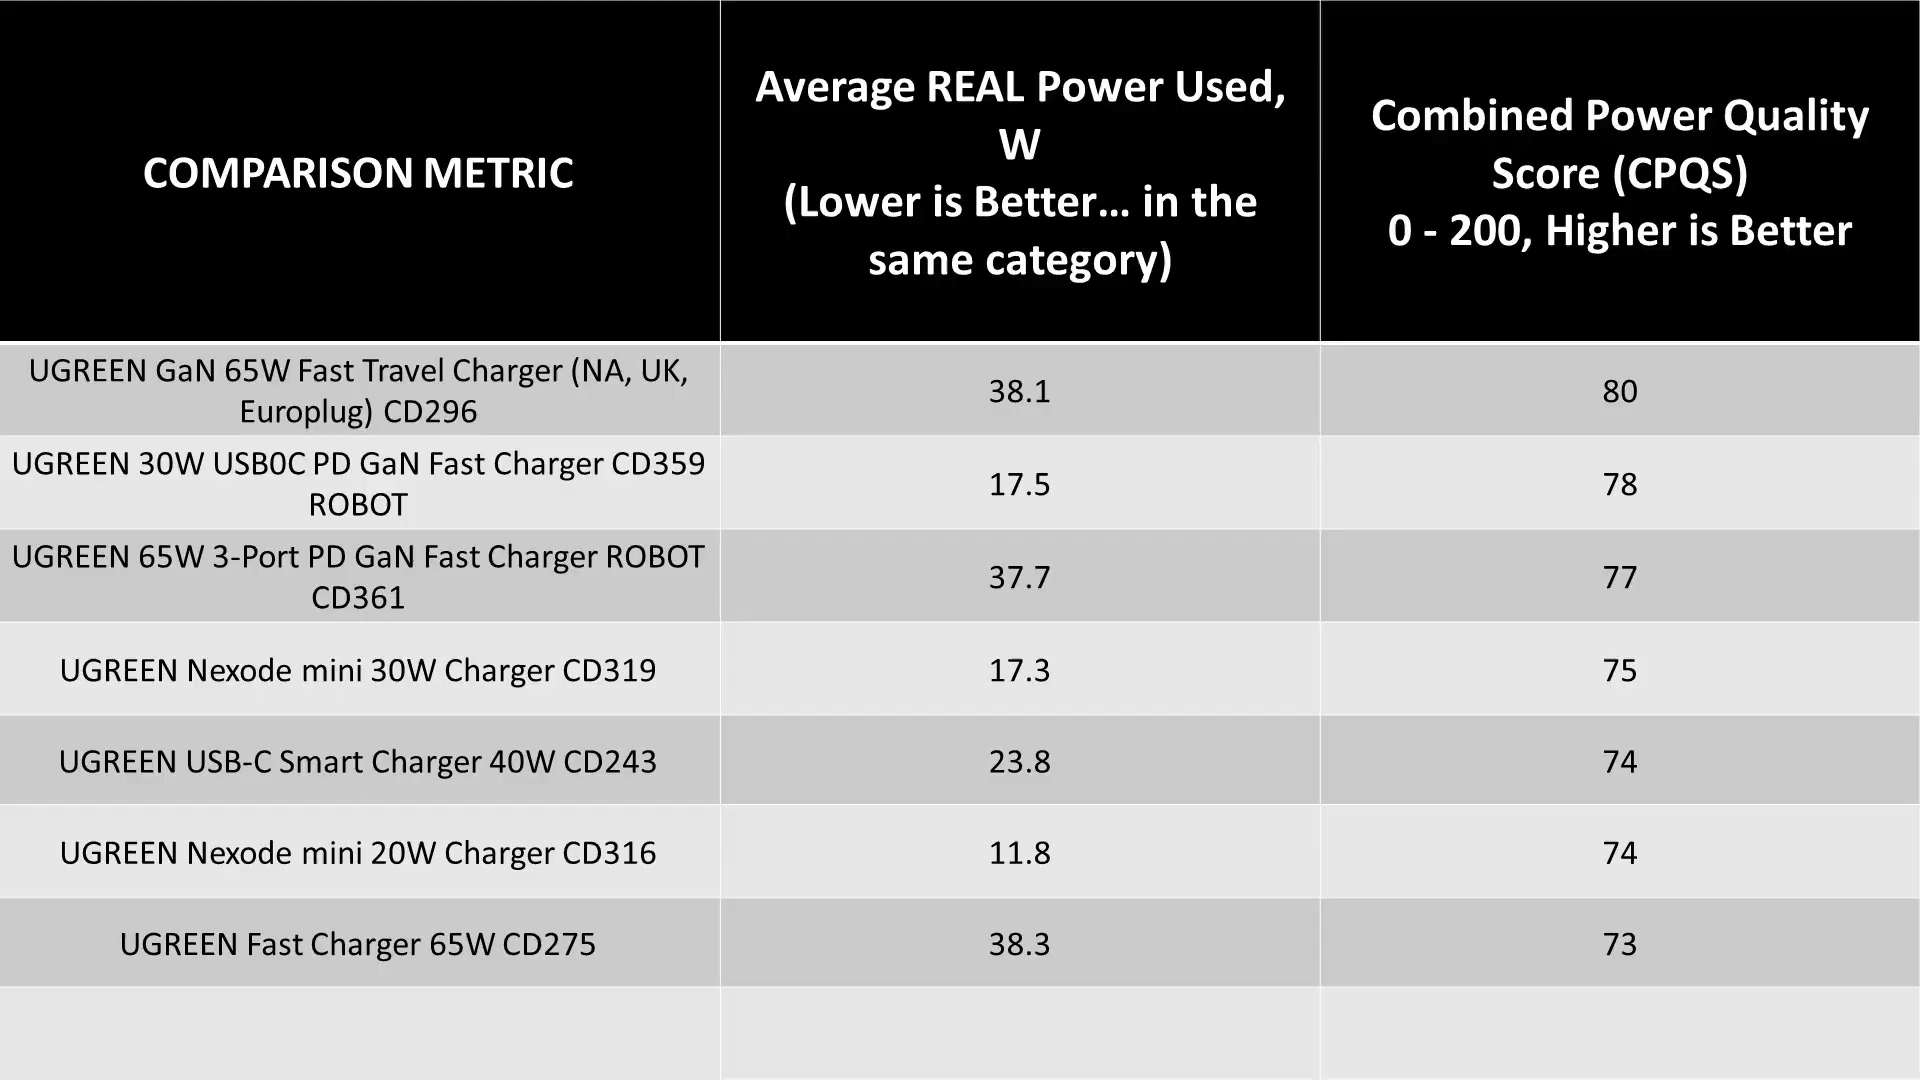 COMPARISON METRIC
Average REAL Power Used,
W
(Lower is Better... in the
same category)
Combined Power Quality
Score (CPQS)
0 - 200, Higher is Better
UGREEN GaN 65W Fast Travel Charger (NA, UK,
Europlug) CD296
38.1
80
UGREEN 30W USB0C PD GaN Fast Charger CD359
ROBOT
17.5
78
UGREEN 65W 3-Port PD GaN Fast Charger ROBOT
CD361
37.7
77
UGREEN Nexode mini 30W Charger CD319
17.3
75
UGREEN USB-C Smart Charger 40W CD243
23.8
74
UGREEN Nexode mini 20W Charger CD316
11.8
74
UGREEN Fast Charger 65W CD275
38.3
73